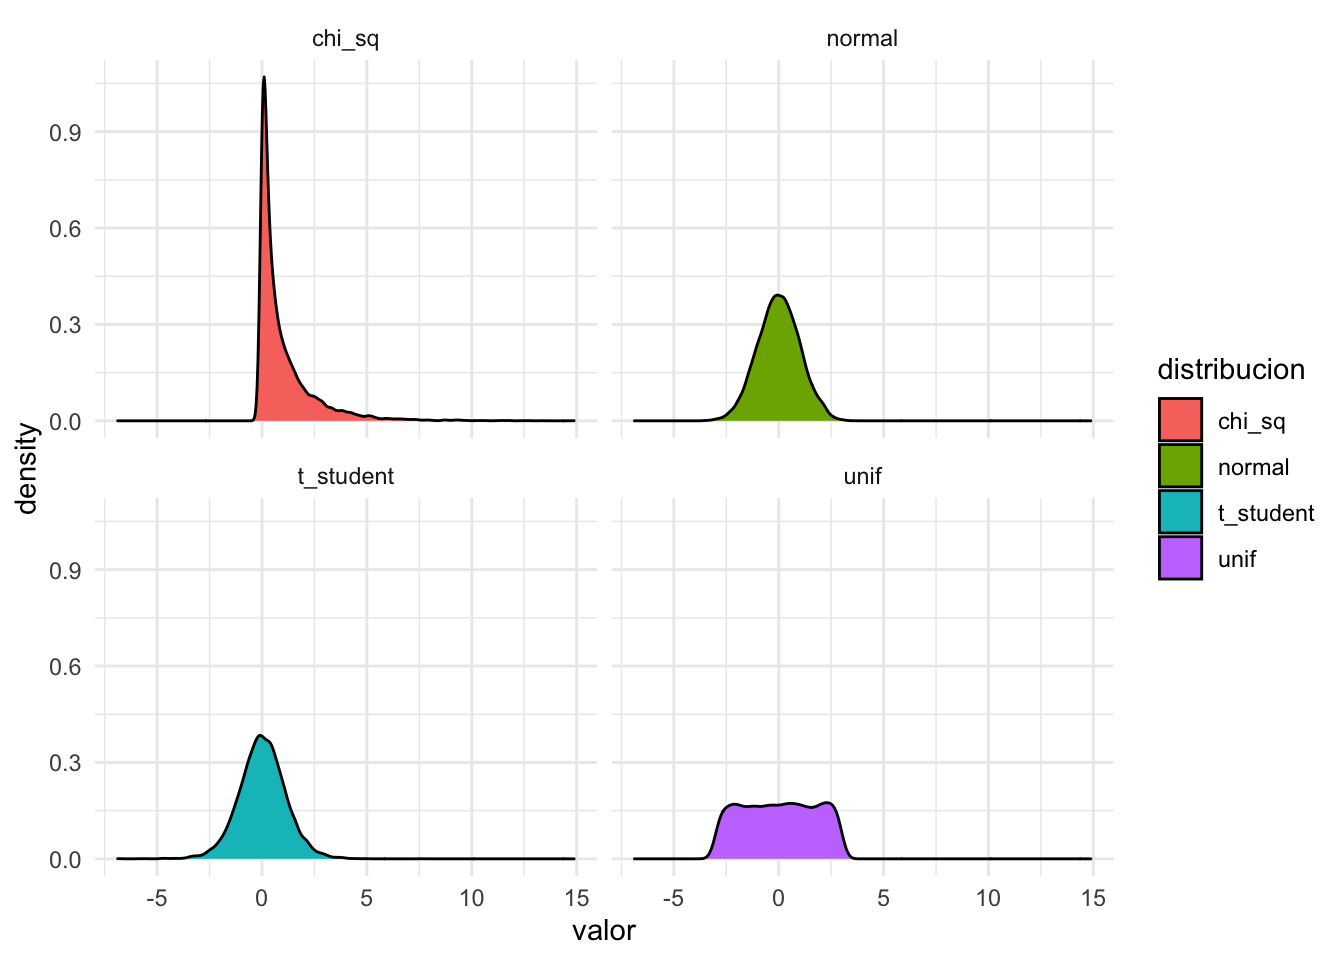 chi_sq normal
0.9
0.6
0.3
0.0
t_student unif
0.9
0.6
0.3
0.0
-5 0 5 10 15 -5 0 5 10 15
valor
density
distribucion
chi_sq
normal
t_student
unif